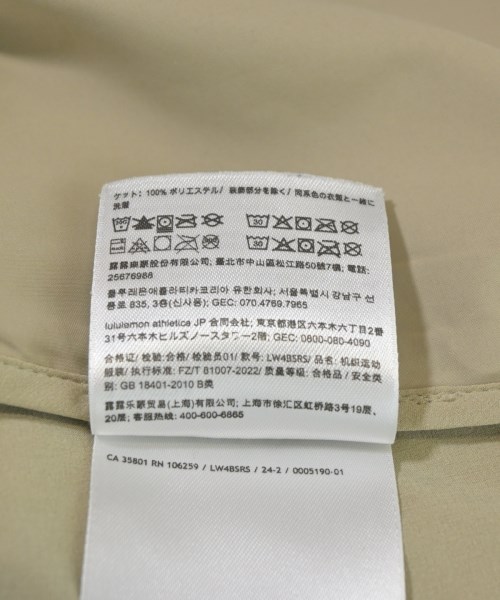 ケット: 100% ポリエステル/ 装飾部分を除く/ 同系色の衣類と一緒に
洗濯
30 30
30 30
露露樂蒙股份有限公司; 臺北市中山區松江路50號7樓; 電話:
25676988
룰루레몬애틀라티카코리아 유한회사; 서울특별시 강남구 선
릉로 835, 3층(신사동); GEC: 070.4769.7965
lululemon athletica JP 合同会社; 東京都港区六本木六丁目2番
31号六本木ヒルズノースタワー2階; GEC: 0800-080-4090
合格证/ 检验:合格/ 检验员01/ 款号: LW4BSRS/ 品名: 机织运动
服装/ 执行标准: FZ/T 81007-2022/ 质量等级: 合格品/ 安全类
别: GB 18401-2010 B类
露露乐蒙贸易(上海)有限公司; 上海市徐汇区虹桥路3号19层,
20层; 客服热线: 400-600-6665
CA 35801 RN 106259 / LW4BSRS / 24-2 / 0005190-01